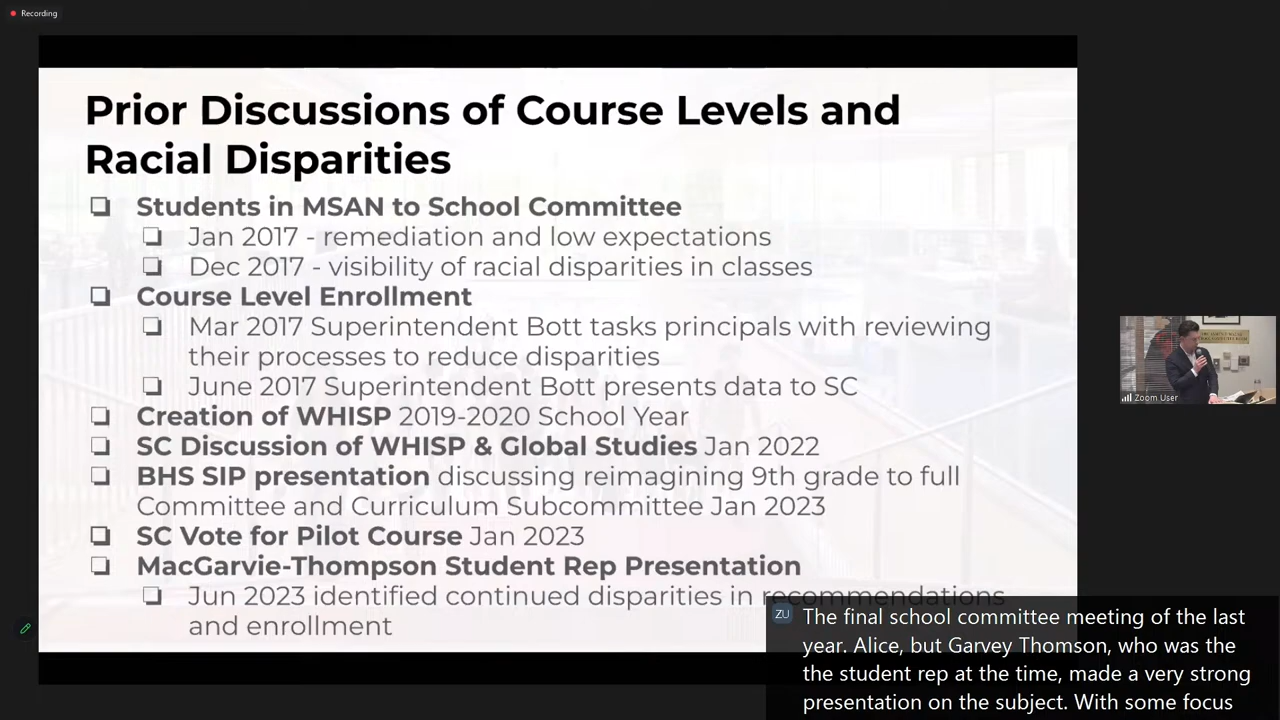 Recording
Prior Discussions of Course Levels and
Racial Disparities
❏ Students in MSAN to School Committee
❏ Jan 2017 - remediation and low expectations
❏ Dec 2017 - visibility of racial disparities in classes
❏ Course Level Enrollment
❏ Mar 2017 Superintendent Bott tasks principals with reviewing
their processes to reduce disparities
❏ June 2017 Superintendent Bott presents data to SC
❏ Creation of WHISP 2019-2020 School Year
❏ SC Discussion of WHISP & Global Studies Jan 2022
❏ BHS SIP presentation discussing reimagining 9th grade to full
Committee and Curriculum Subcommittee Jan 2023
❏ SC Vote for Pilot Course Jan 2023
❏ MacGarvie-Thompson Student Rep Presentation
❏ Jun 2023 identified continued disparities in recommendations
and enrollment
Zoom User
ZU
The final school committee meeting of the last
year. Alice, but Garvey Thomson, who was the
the student rep at the time, made a very strong
presentation on the subject. With some focus